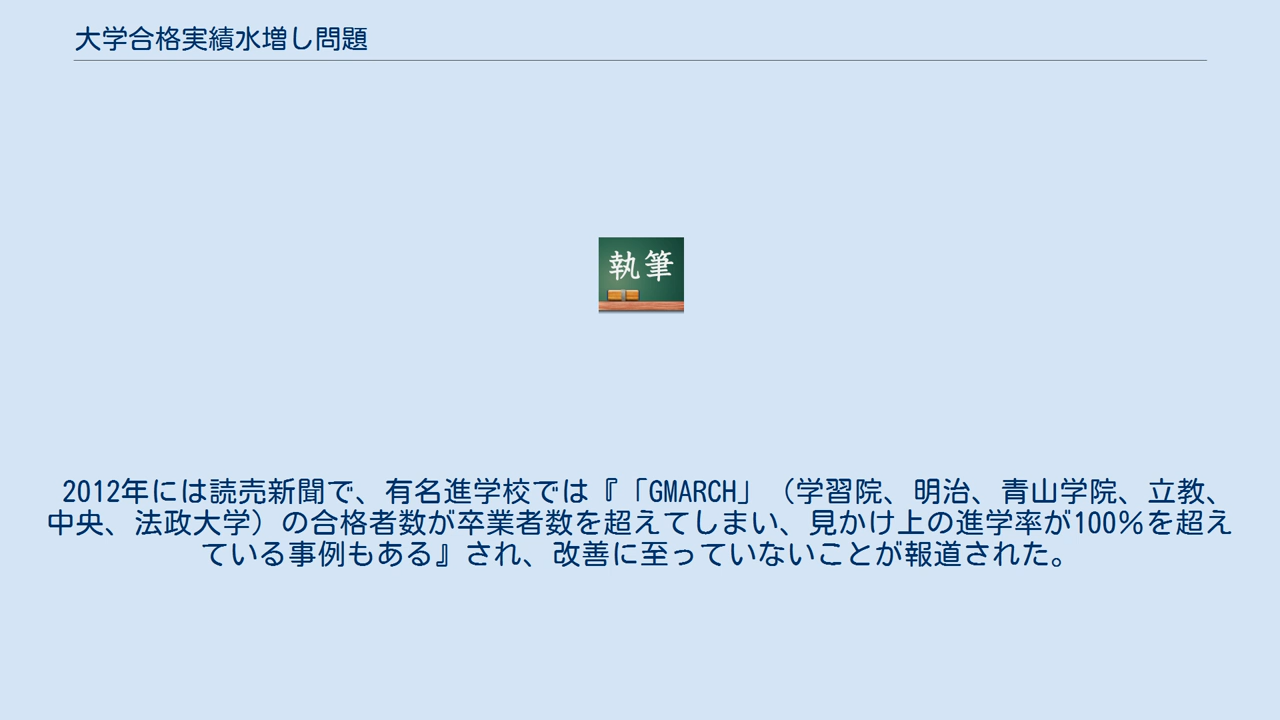 大学合格実績水増し問題
執筆
2012年には読売新聞で、有名進学校では『「GMARCH」（学習院、明治、青山学院、立教、
中央、法政大学）の合格者数が卒業者数を超えてしまい、見かけ上の進学率が100％を超え
ている事例もある』され、改善に至っていないことが報道された。